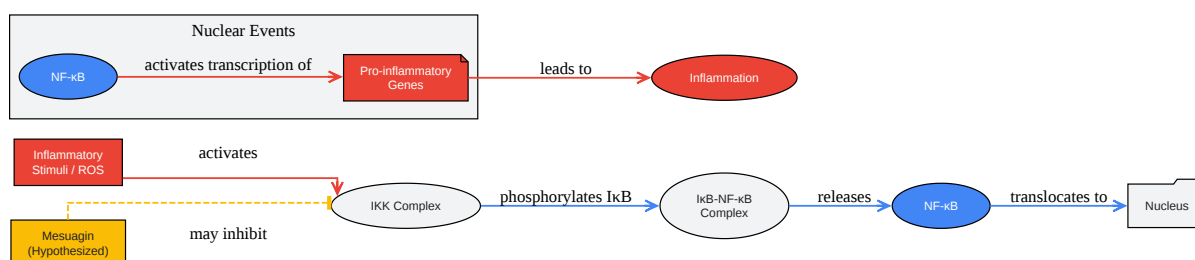 Nuclear Events
NF-κB
activates transcription of
Pro-inflammatory
Genes
leads to
Inflammation
Inflammatory
Stimuli / ROS
activates
IKK Complex
phosphorylates IκB
IκB-NF-κB
Complex
releases
NF-κB
translocates to
Nucleus
Mesuagin
(Hypothesized)
may inhibit